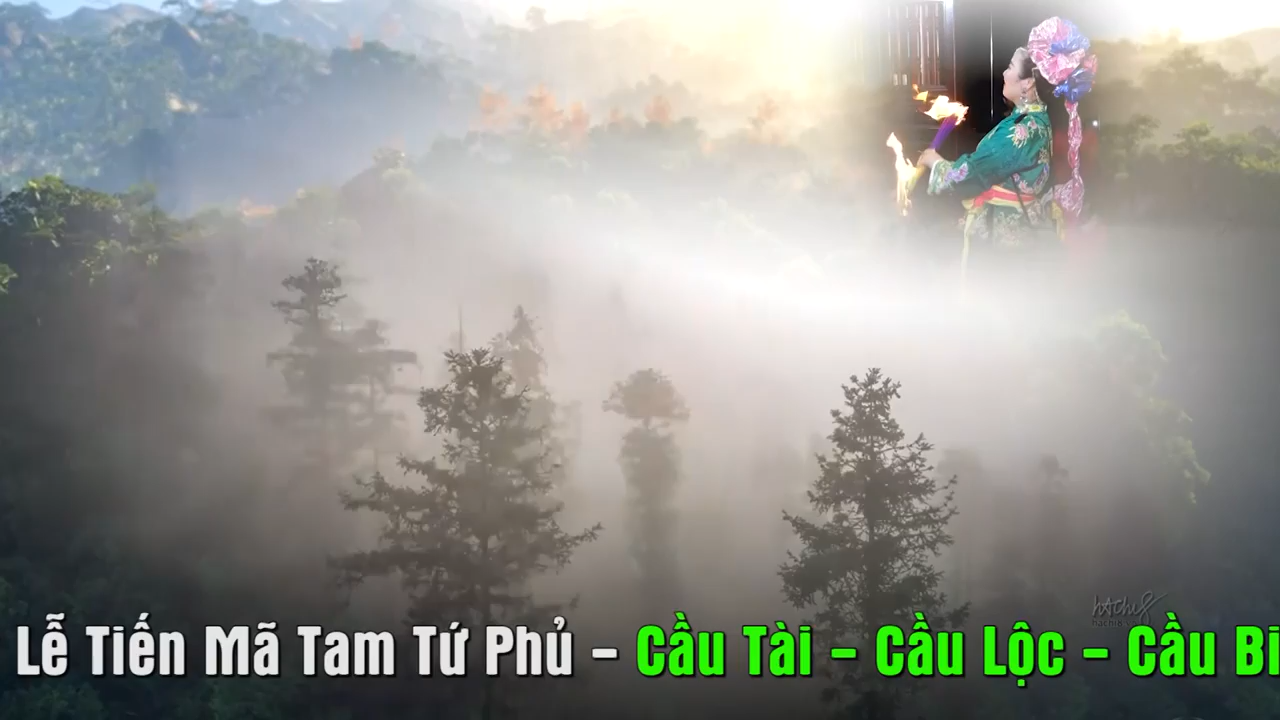 Lễ Tiến Mã Tam Tứ Phủ – Cầu Tài – Cầu Lộc – Cầu